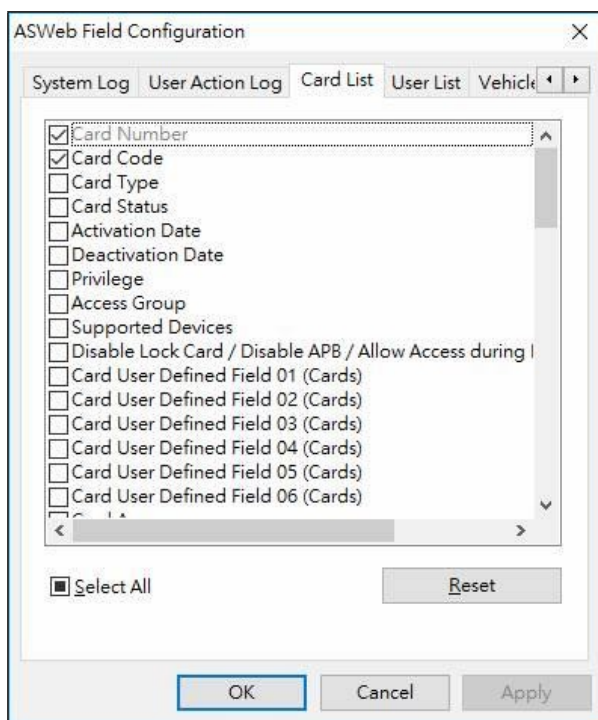 ASWeb Field Configuration
System Log User Action Log Card List User List Vehicle
Card Number
Card Code
Card Type
Card Status
Activation Date
Deactivation Date
Privilege
Access Group
Supported Devices
Disable Lock Card / Disable APB / Allow Access during
Card User Defined Field 01 (Cards)
Card User Defined Field 02 (Cards)
Card User Defined Field 03 (Cards)
Card User Defined Field 04 (Cards)
Card User Defined Field 05 (Cards)
Card User Defined Field 06 (Cards)
Select All
Reset
OK Cancel Apply